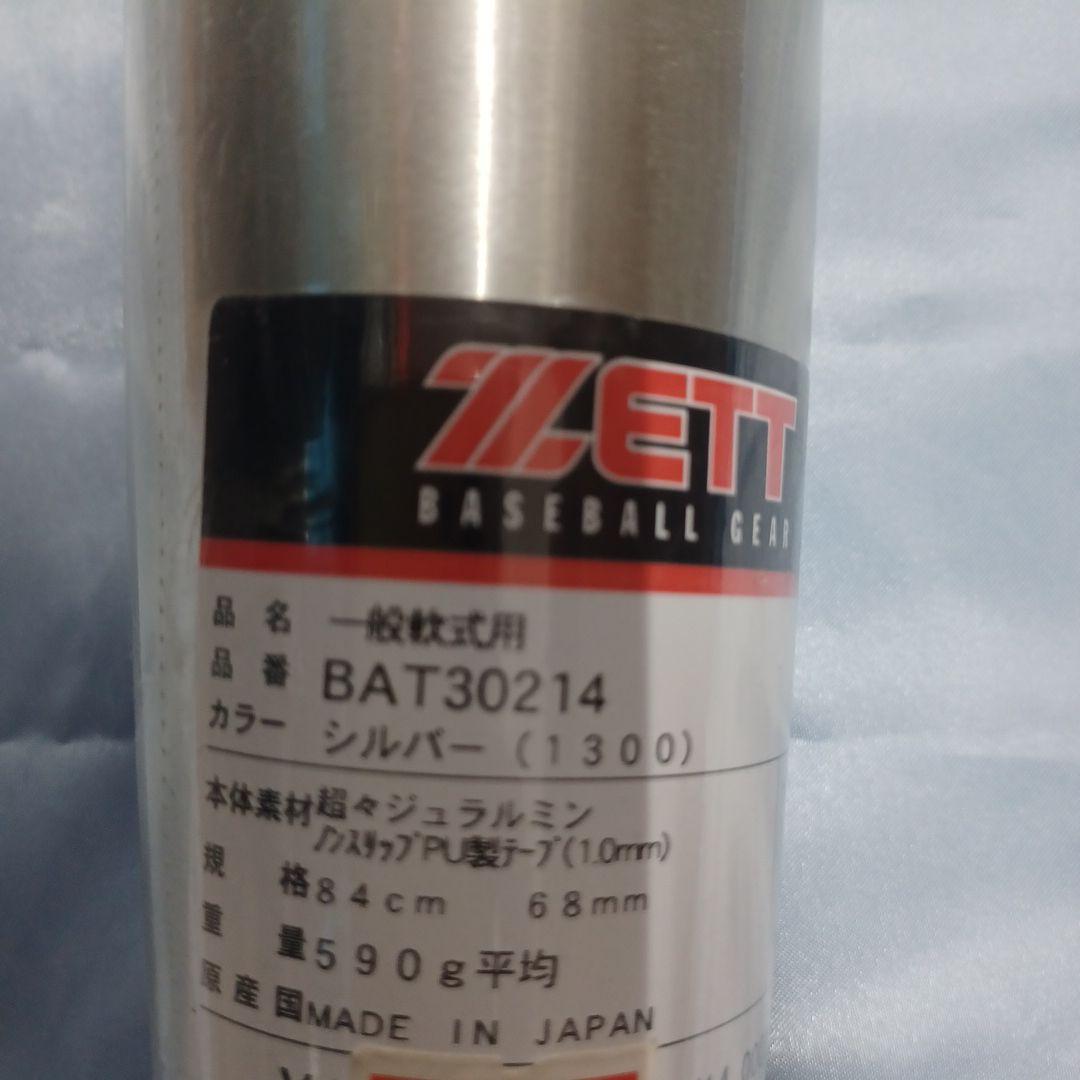 ZETT
BASEBALL GEAR
品名 一般軟式用
品番 BAT30214
カラー シルバー(1300)
本体素材 超々ジュラルミン
ノンスリップPU製テープ(1.0mm)
規格 84cm 68mm
重量 590g平均
原産国 MADE IN JAPAN